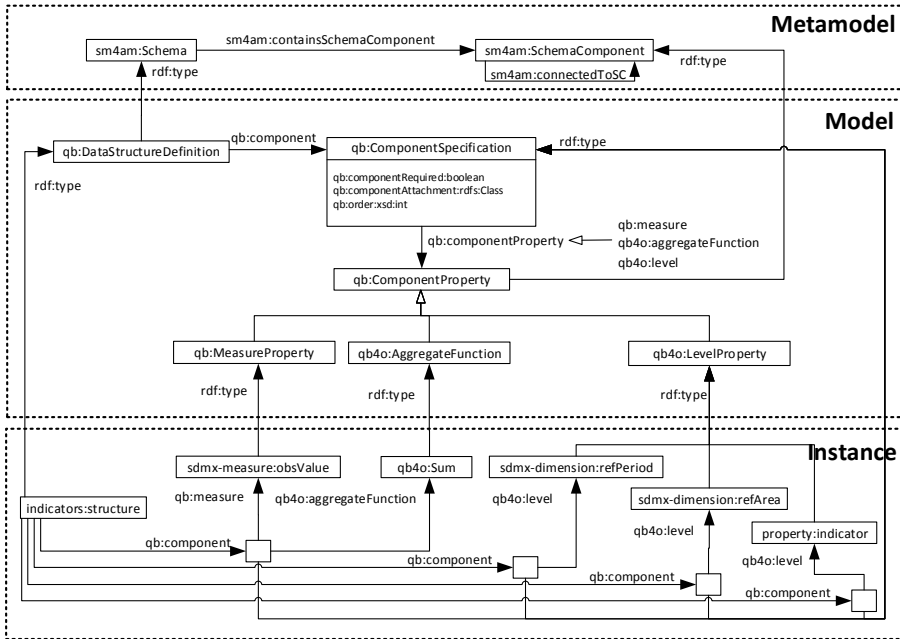 Metamodel
sm4am:Schema
sm4am:containsSchemaComponent
sm4am:SchemaComponent
sm4am:connectedToSC
rdf:type
rdf:type
Model
qb:DataStructureDefinition
qb:component
qb:ComponentSpecification
rdf:type
rdf:type
qb:componentRequired:boolean
qb:componentAttachment:rdfs:Class
qb:order:xsd:int
qb:componentProperty
qb:measure
qb4o:aggregateFunction
qb4o:level
qb:ComponentProperty
qb:MeasureProperty
qb4o:AggregateFunction
qb4o:LevelProperty
rdf:type
rdf:type
rdf:type
Instance
sdmx-measure:obsValue
qb4o:Sum
sdmx-dimension:refPeriod
qb:measure
qb4o:aggregateFunction
qb4o:level
sdmx-dimension:refArea
indicators:structure
qb4o:level
property:indicator
qb:component
qb:component
qb4o:level
qb:component
qb:component